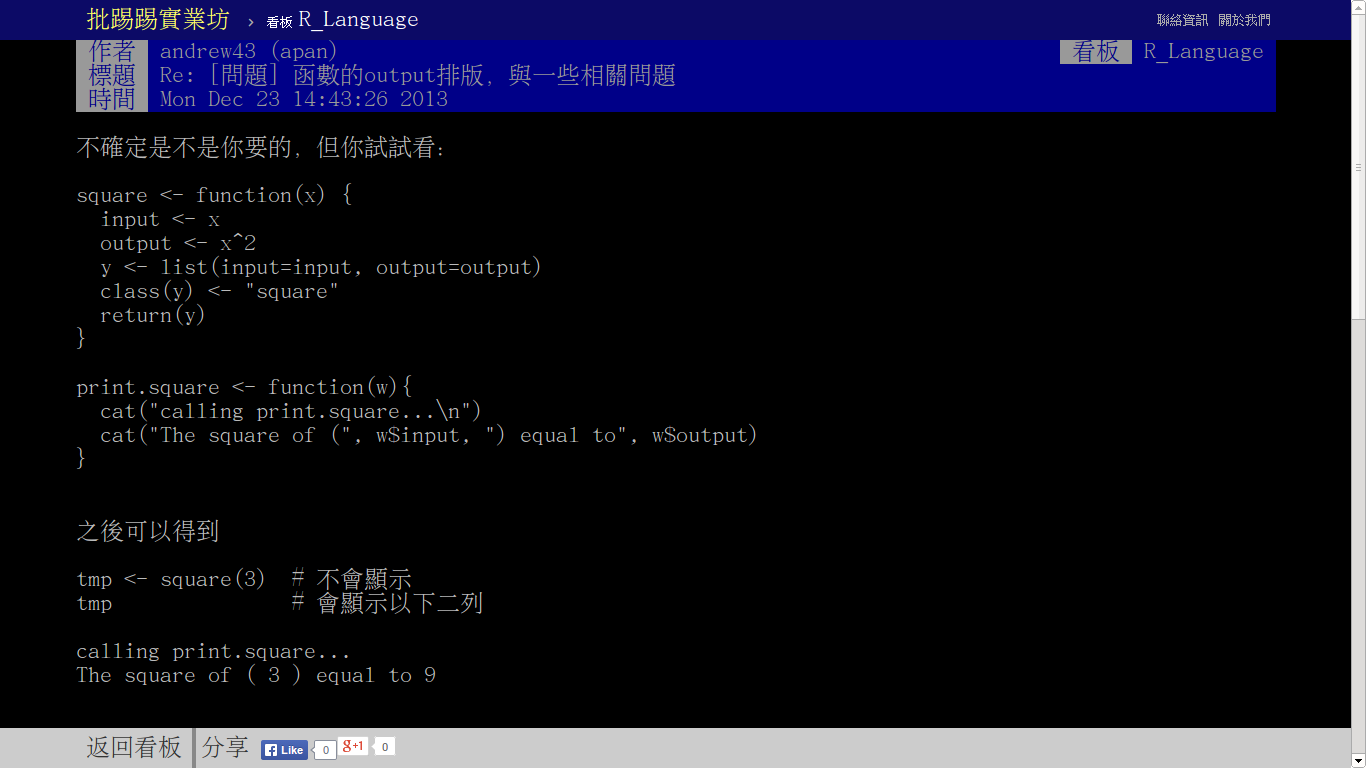 批踢踢實業坊 › 看板 R_Language 聯絡資訊 關於我們
作者 andrew43 (apan) 看板 R_Language
標題 Re: [問題] 函數的output排版, 與一些相關問題
時間 Mon Dec 23 14:43:26 2013
不確定是不是你要的, 但你試試看:
square <- function(x) {
  input <- x
  output <- x^2
  y <- list(input=input, output=output)
  class(y) <- "square"
  return(y)
}
print.square <- function(w){
  cat("calling print.square...\n")
  cat("The square of (", w$input, ") equal to", w$output)
}
之後可以得到
tmp <- square(3)  # 不會顯示
tmp               # 會顯示以下二列
calling print.square...
The square of ( 3 ) equal to 9
返回看板 分享 Like 0 g+1 0